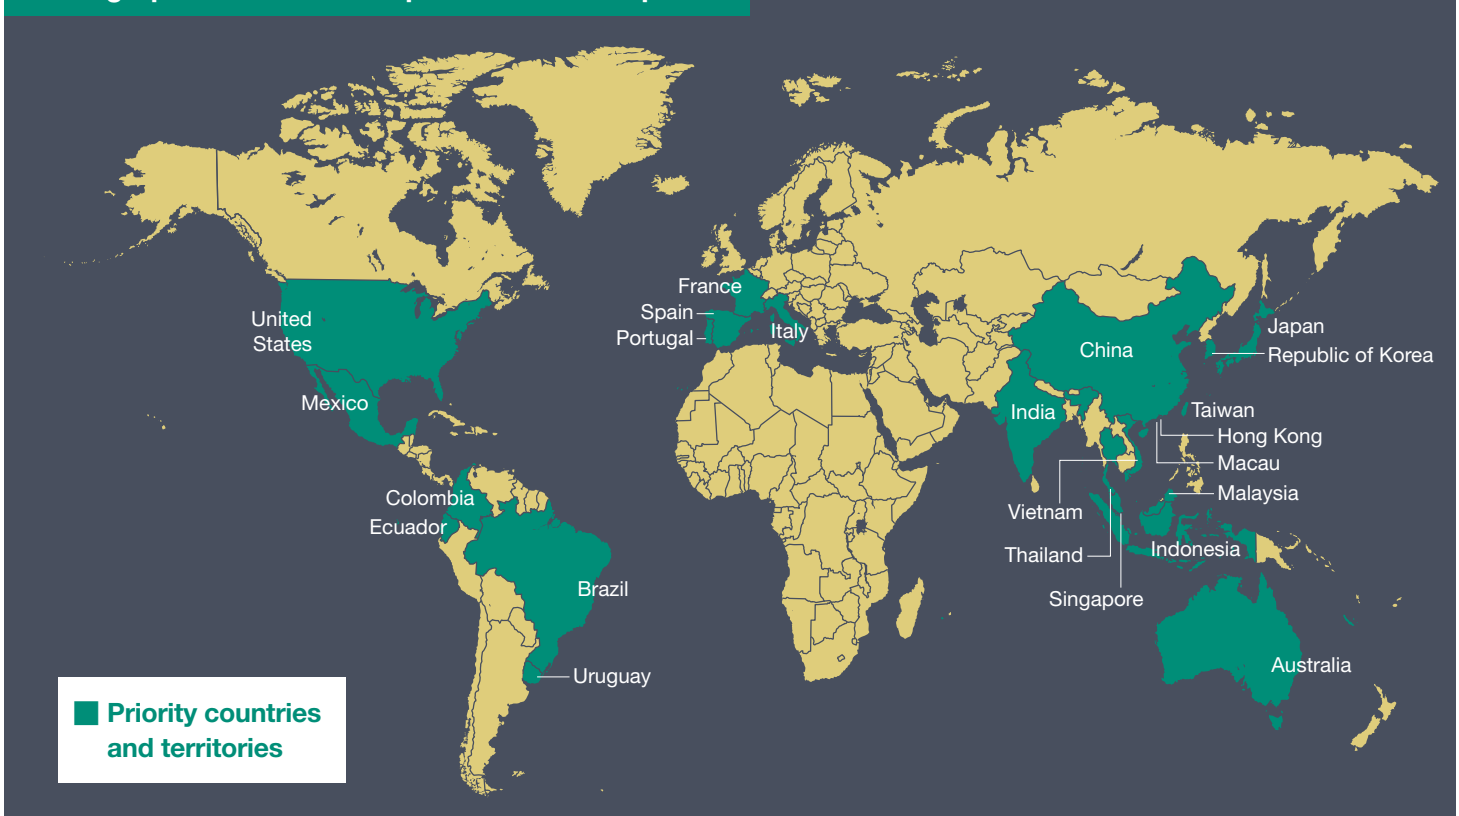 United
States
Mexico
Colombia
Ecuador
Brazil
Uruguay
France
Spain
Portugal
Italy
China
India
Japan
Republic of Korea
Taiwan
Hong Kong
Macau
Malaysia
Vietnam
Thailand
Indonesia
Singapore
Australia
Priority countries
and territories